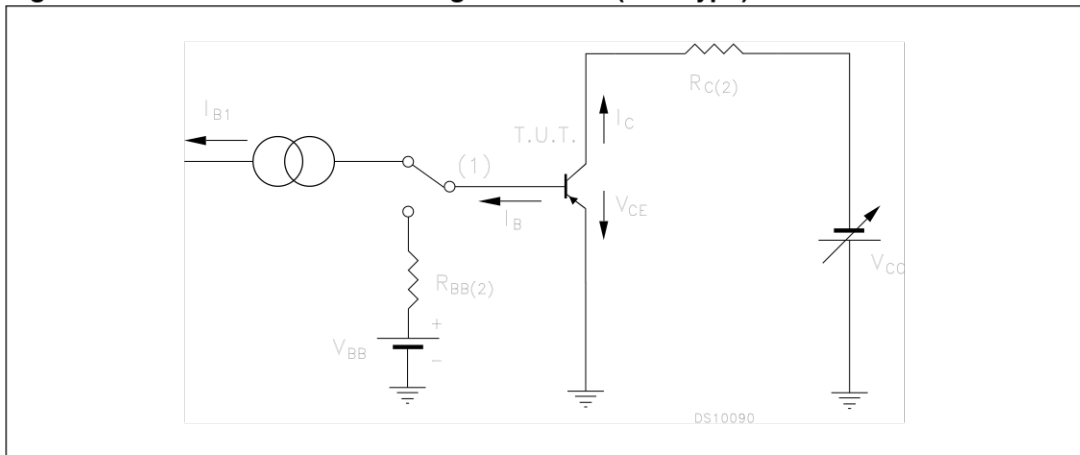 R_C(2)
I_B1
I_C
T.U.T.
(1)
V_CE
I_B
V_CC
R_BB(2)
+
V_BB
-
DS10090